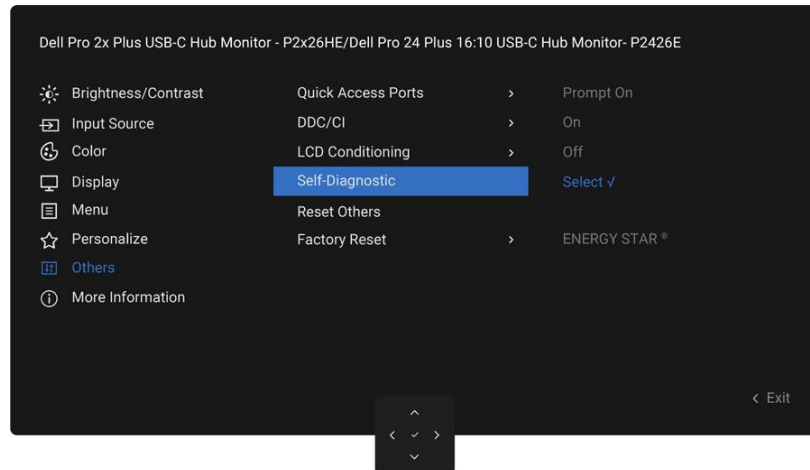 Dell Pro 2x Plus USB-C Hub Monitor - P2x26HE/Dell Pro 24 Plus 16:10 USB-C Hub Monitor- P2426E
Brightness/Contrast
Input Source
Color
Display
Menu
Personalize
Others
More Information
Quick Access Ports > Prompt On
DDC/CI > On
LCD Conditioning > Off
Self-Diagnostic Select √
Reset Others
Factory Reset > ENERGY STAR ®
< Exit